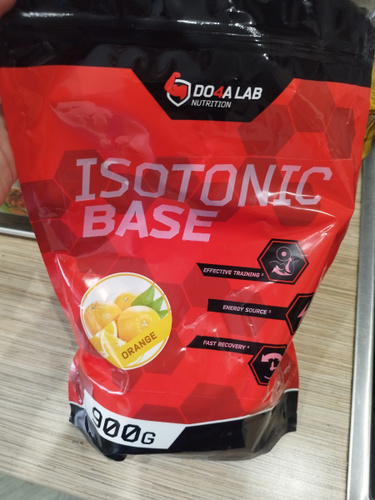 DO4A LAB
NUTRITION
ISOTONIC
BASE
EFFECTIVE TRAINING
ENERGY SOURCE
FAST RECOVERY
ORANGE
900G